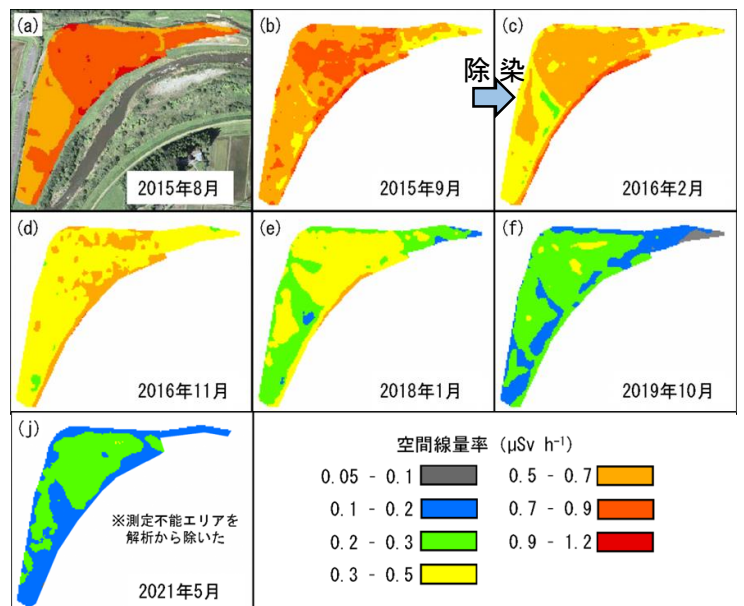 (a)
2015年8月
(b)
2015年9月
除染
(c)
2016年2月
(d)
2016年11月
(e)
2018年1月
(f)
2019年10月
(j)
※測定不能エリアを
解析から除いた
2021年5月
空間線量率 (μSv h⁻¹)
0.05 - 0.1
0.1 - 0.2
0.2 - 0.3
0.3 - 0.5
0.5 - 0.7
0.7 - 0.9
0.9 - 1.2